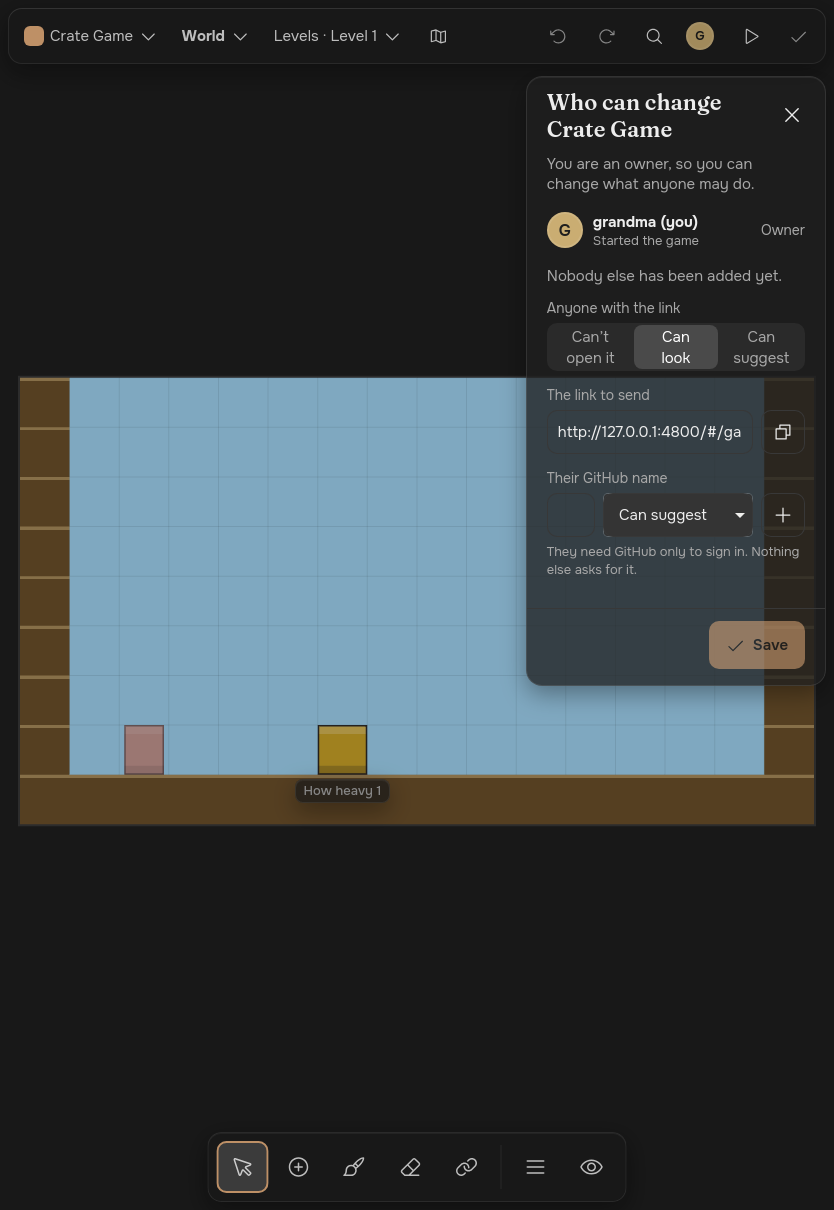 Crate Game
World
Levels · Level 1
G
Who can change
Crate Game
You are an owner, so you can
change what anyone may do.
G
grandma (you)
Started the game
Owner
Nobody else has been added yet.
Anyone with the link
Can't
open it
Can
look
Can
suggest
The link to send
http://127.0.0.1:4800/#/ga
Their GitHub name
Can suggest
They need GitHub only to sign in. Nothing
else asks for it.
Save
How heavy 1